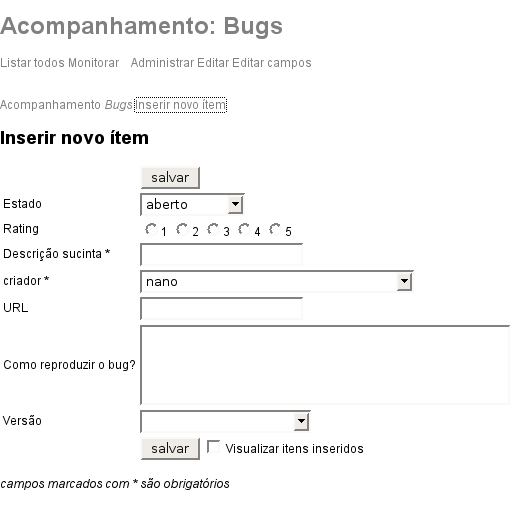 Acompanhamento: Bugs
Listar todos Monitorar Administrar Editar Editar campos
Acompanhamento Bugs Inserir novo ítem
Inserir novo ítem
salvar
Estado aberto
Rating 1 2 3 4 5
Descrição sucinta *
criador * nano
URL
Como reproduzir o bug?
Versão
salvar Visualizar itens inseridos
campos marcados com * são obrigatórios